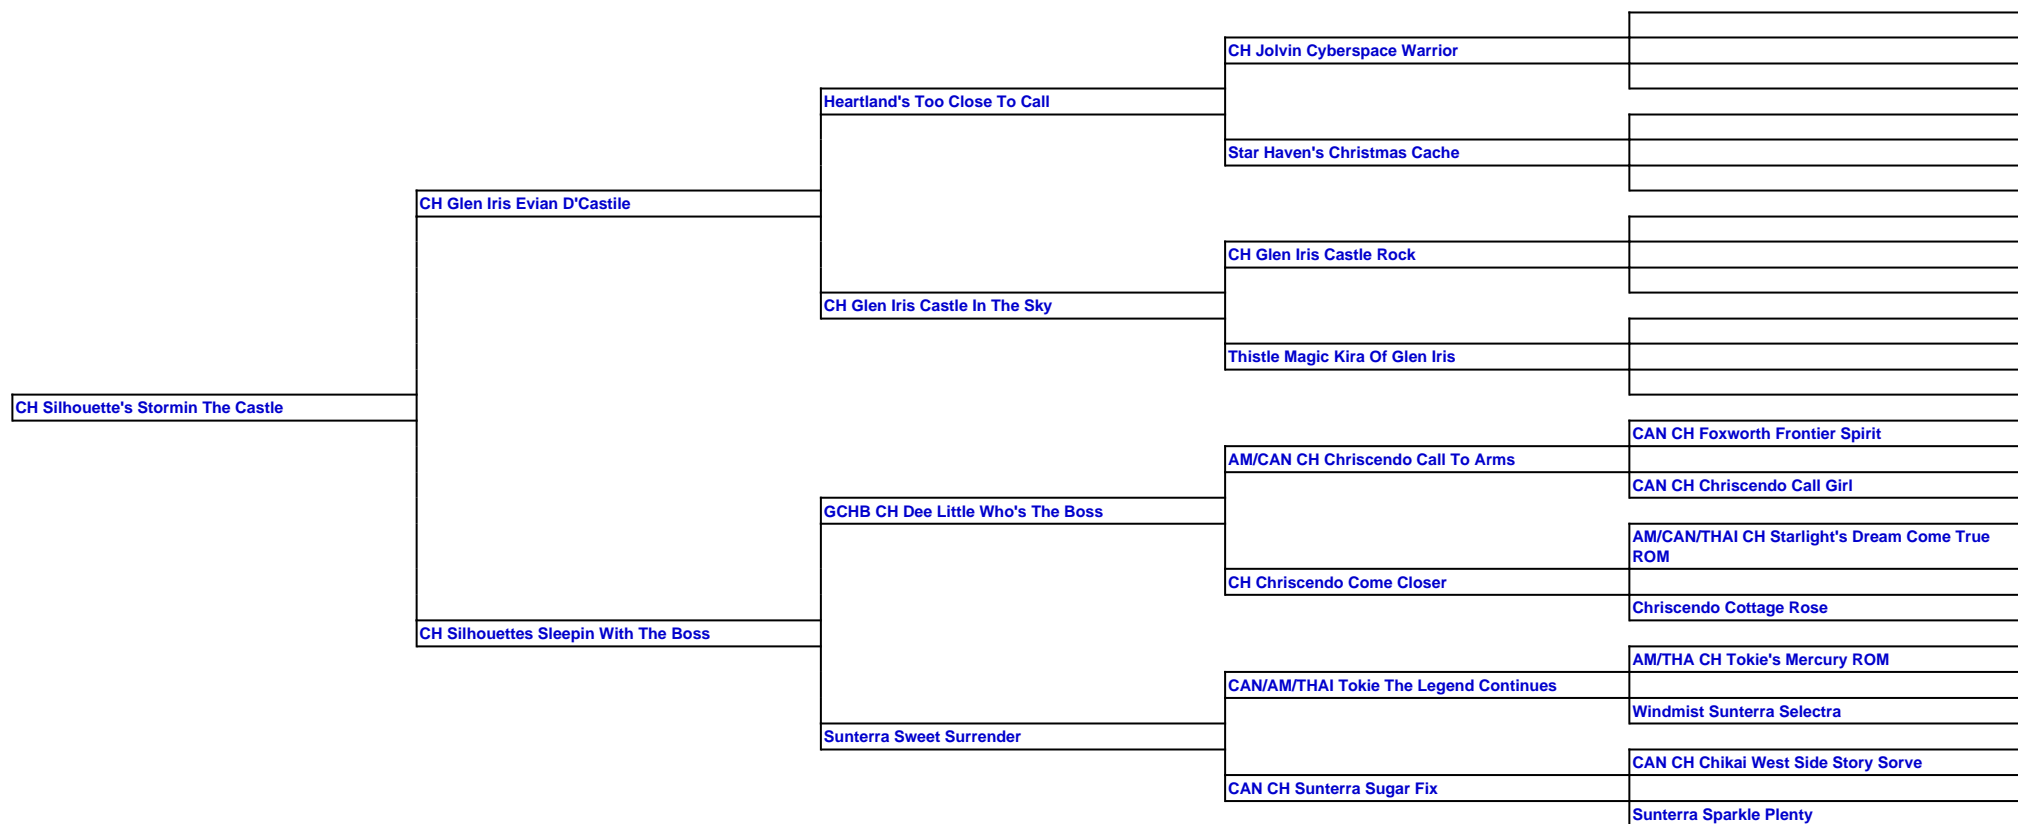 CH Jolvin Cyberspace Warrior
Heartland's Too Close To Call
Star Haven's Christmas Cache
CH Glen Iris Evian D'Castile
CH Glen Iris Castle Rock
CH Glen Iris Castle In The Sky
Thistle Magic Kira Of Glen Iris
CH Silhouette's Stormin The Castle
CAN CH Foxworth Frontier Spirit
AM/CAN CH Chriscendo Call To Arms
CAN CH Chriscendo Call Girl
GCHB CH Dee Little Who's The Boss
AM/CAN/THAI CH Starlight's Dream Come True
ROM
CH Chriscendo Come Closer
Chriscendo Cottage Rose
CH Silhouettes Sleepin With The Boss
AM/THA CH Tokie's Mercury ROM
CAN/AM/THAI Tokie The Legend Continues
Windmist Sunterra Selectra
Sunterra Sweet Surrender
CAN CH Chikai West Side Story Sorve
CAN CH Sunterra Sugar Fix
Sunterra Sparkle Plenty